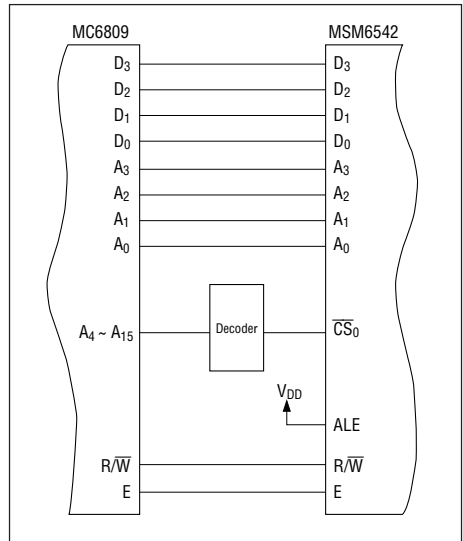 MC6809 MSM6542
D3 D3
D2 D2
D1 D1
D0 D0
A3 A3
A2 A2
A1 A1
A0 A0
A4 ~ A15 Decoder C̅S̅0
VDD
ALE
R/W̅ R/W̅
E E